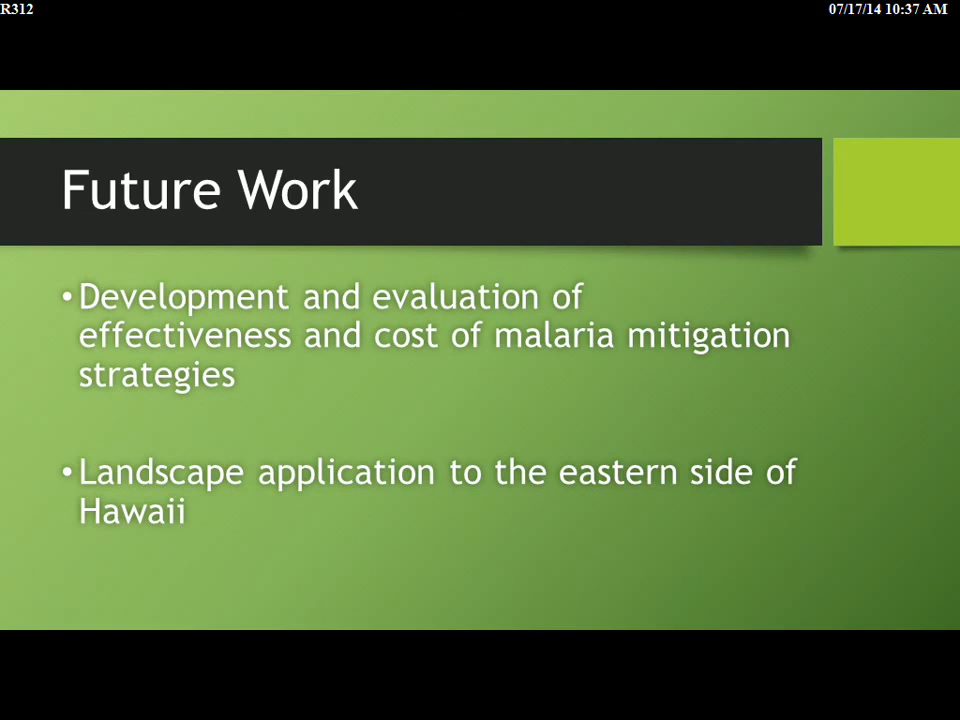 R312
07/17/14 10:37 AM
Future Work
• Development and evaluation of
effectiveness and cost of malaria mitigation
strategies
• Landscape application to the eastern side of
Hawaii